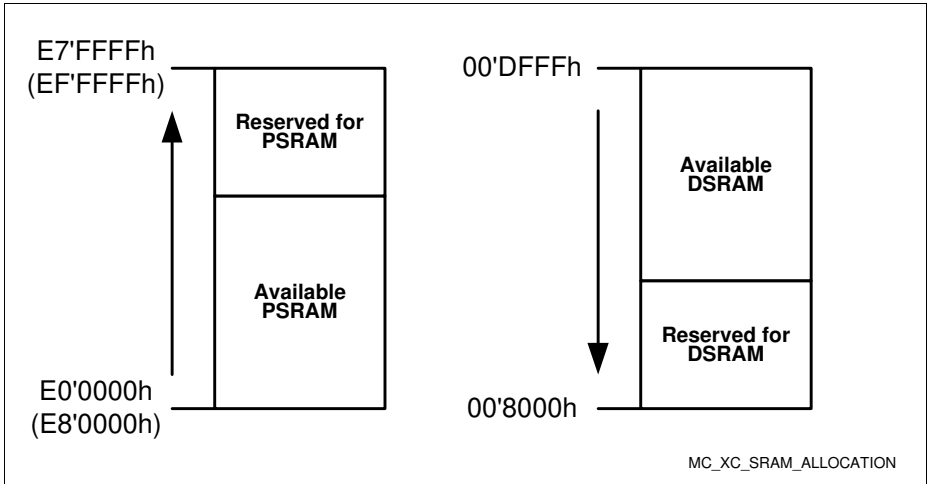 E7'FFFFh
(EF'FFFFh)
Reserved for
PSRAM
Available
PSRAM
E0'0000h
(E8'0000h)
00'DFFFh
Available
DSRAM
Reserved for
DSRAM
00'8000h
MC_XC_SRAM_ALLOCATION